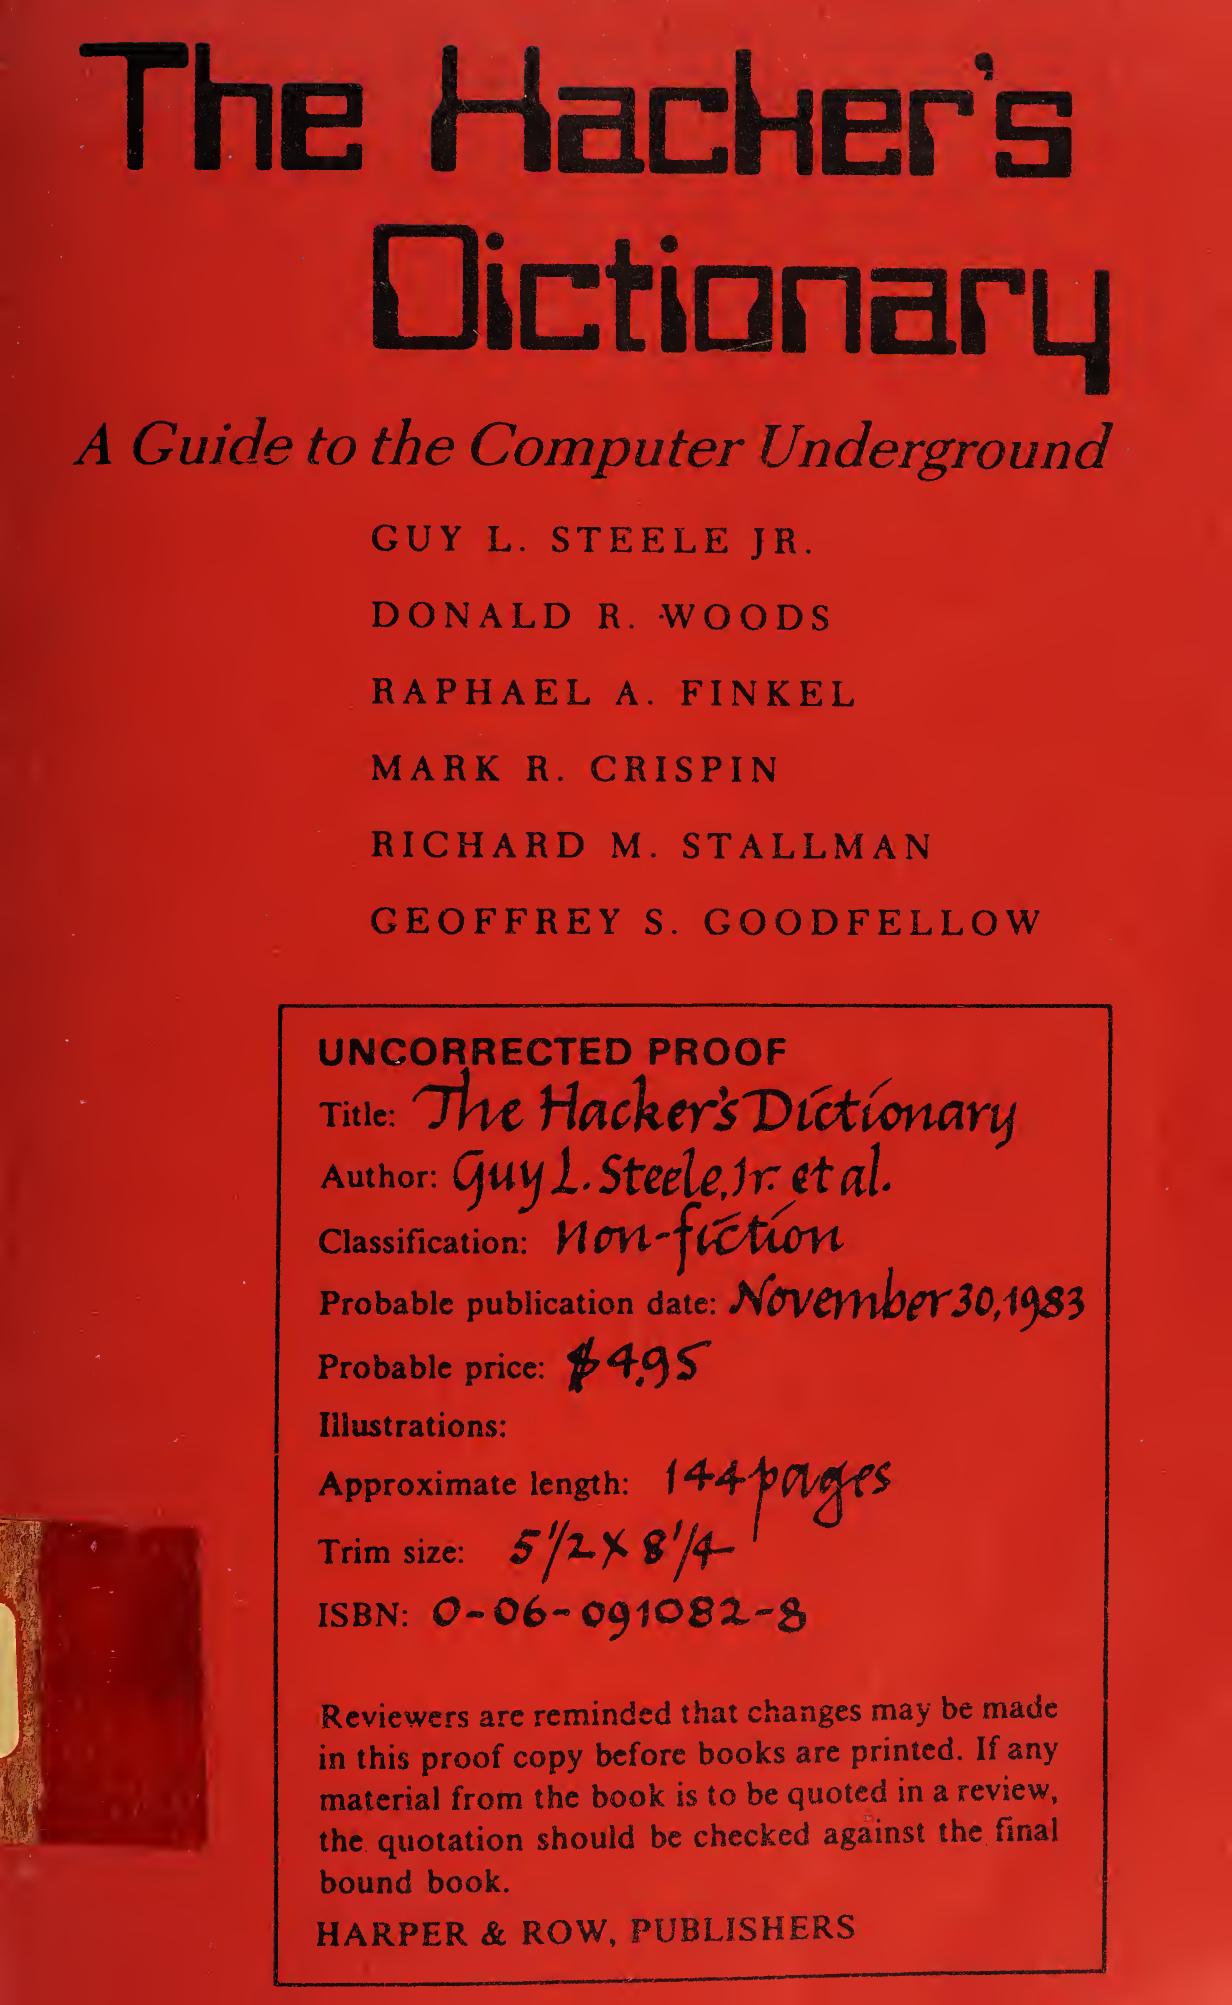 The Hacker's
Dictionary
A Guide to the Computer Underground
GUY L. STEELE JR.
DONALD R. WOODS
RAPHAEL A. FINKEL
MARK R. CRISPIN
RICHARD M. STALLMAN
GEOFFREY S. GOODFELLOW
UNCORRECTED PROOF
Title: The Hacker's Dictionary
Author: Guy L. Steele, Jr. et al.
Classification: Non-fiction
Probable publication date: November 30, 1983
Probable price: $4.95
Illustrations:
Approximate length: 144 pages
Trim size: 5 1/2 X 8 1/4
ISBN: 0-06-091082-8
Reviewers are reminded that changes may be made
in this proof copy before books are printed. If any
material from the book is to be quoted in a review,
the quotation should be checked against the final
bound book.
HARPER & ROW, PUBLISHERS